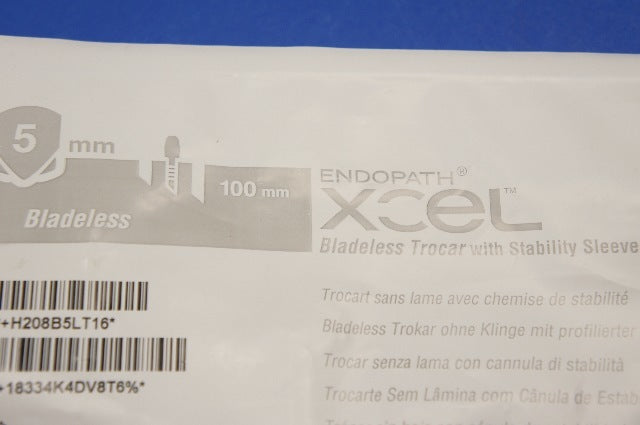 5 mm
100 mm
Bladeless
ENDOPATH®
XCEL™
Bladeless Trocar with Stability Sleeve
Trocart sans lame avec chemise de stabilité
+H208B5LT16*
Bladeless Trokar ohne Klinge mit profilierter
Trocar senza lama con cannula di stabilità
+18334K4DV8T6%*
Trocarte Sem Lâmina com Cânula de Estab